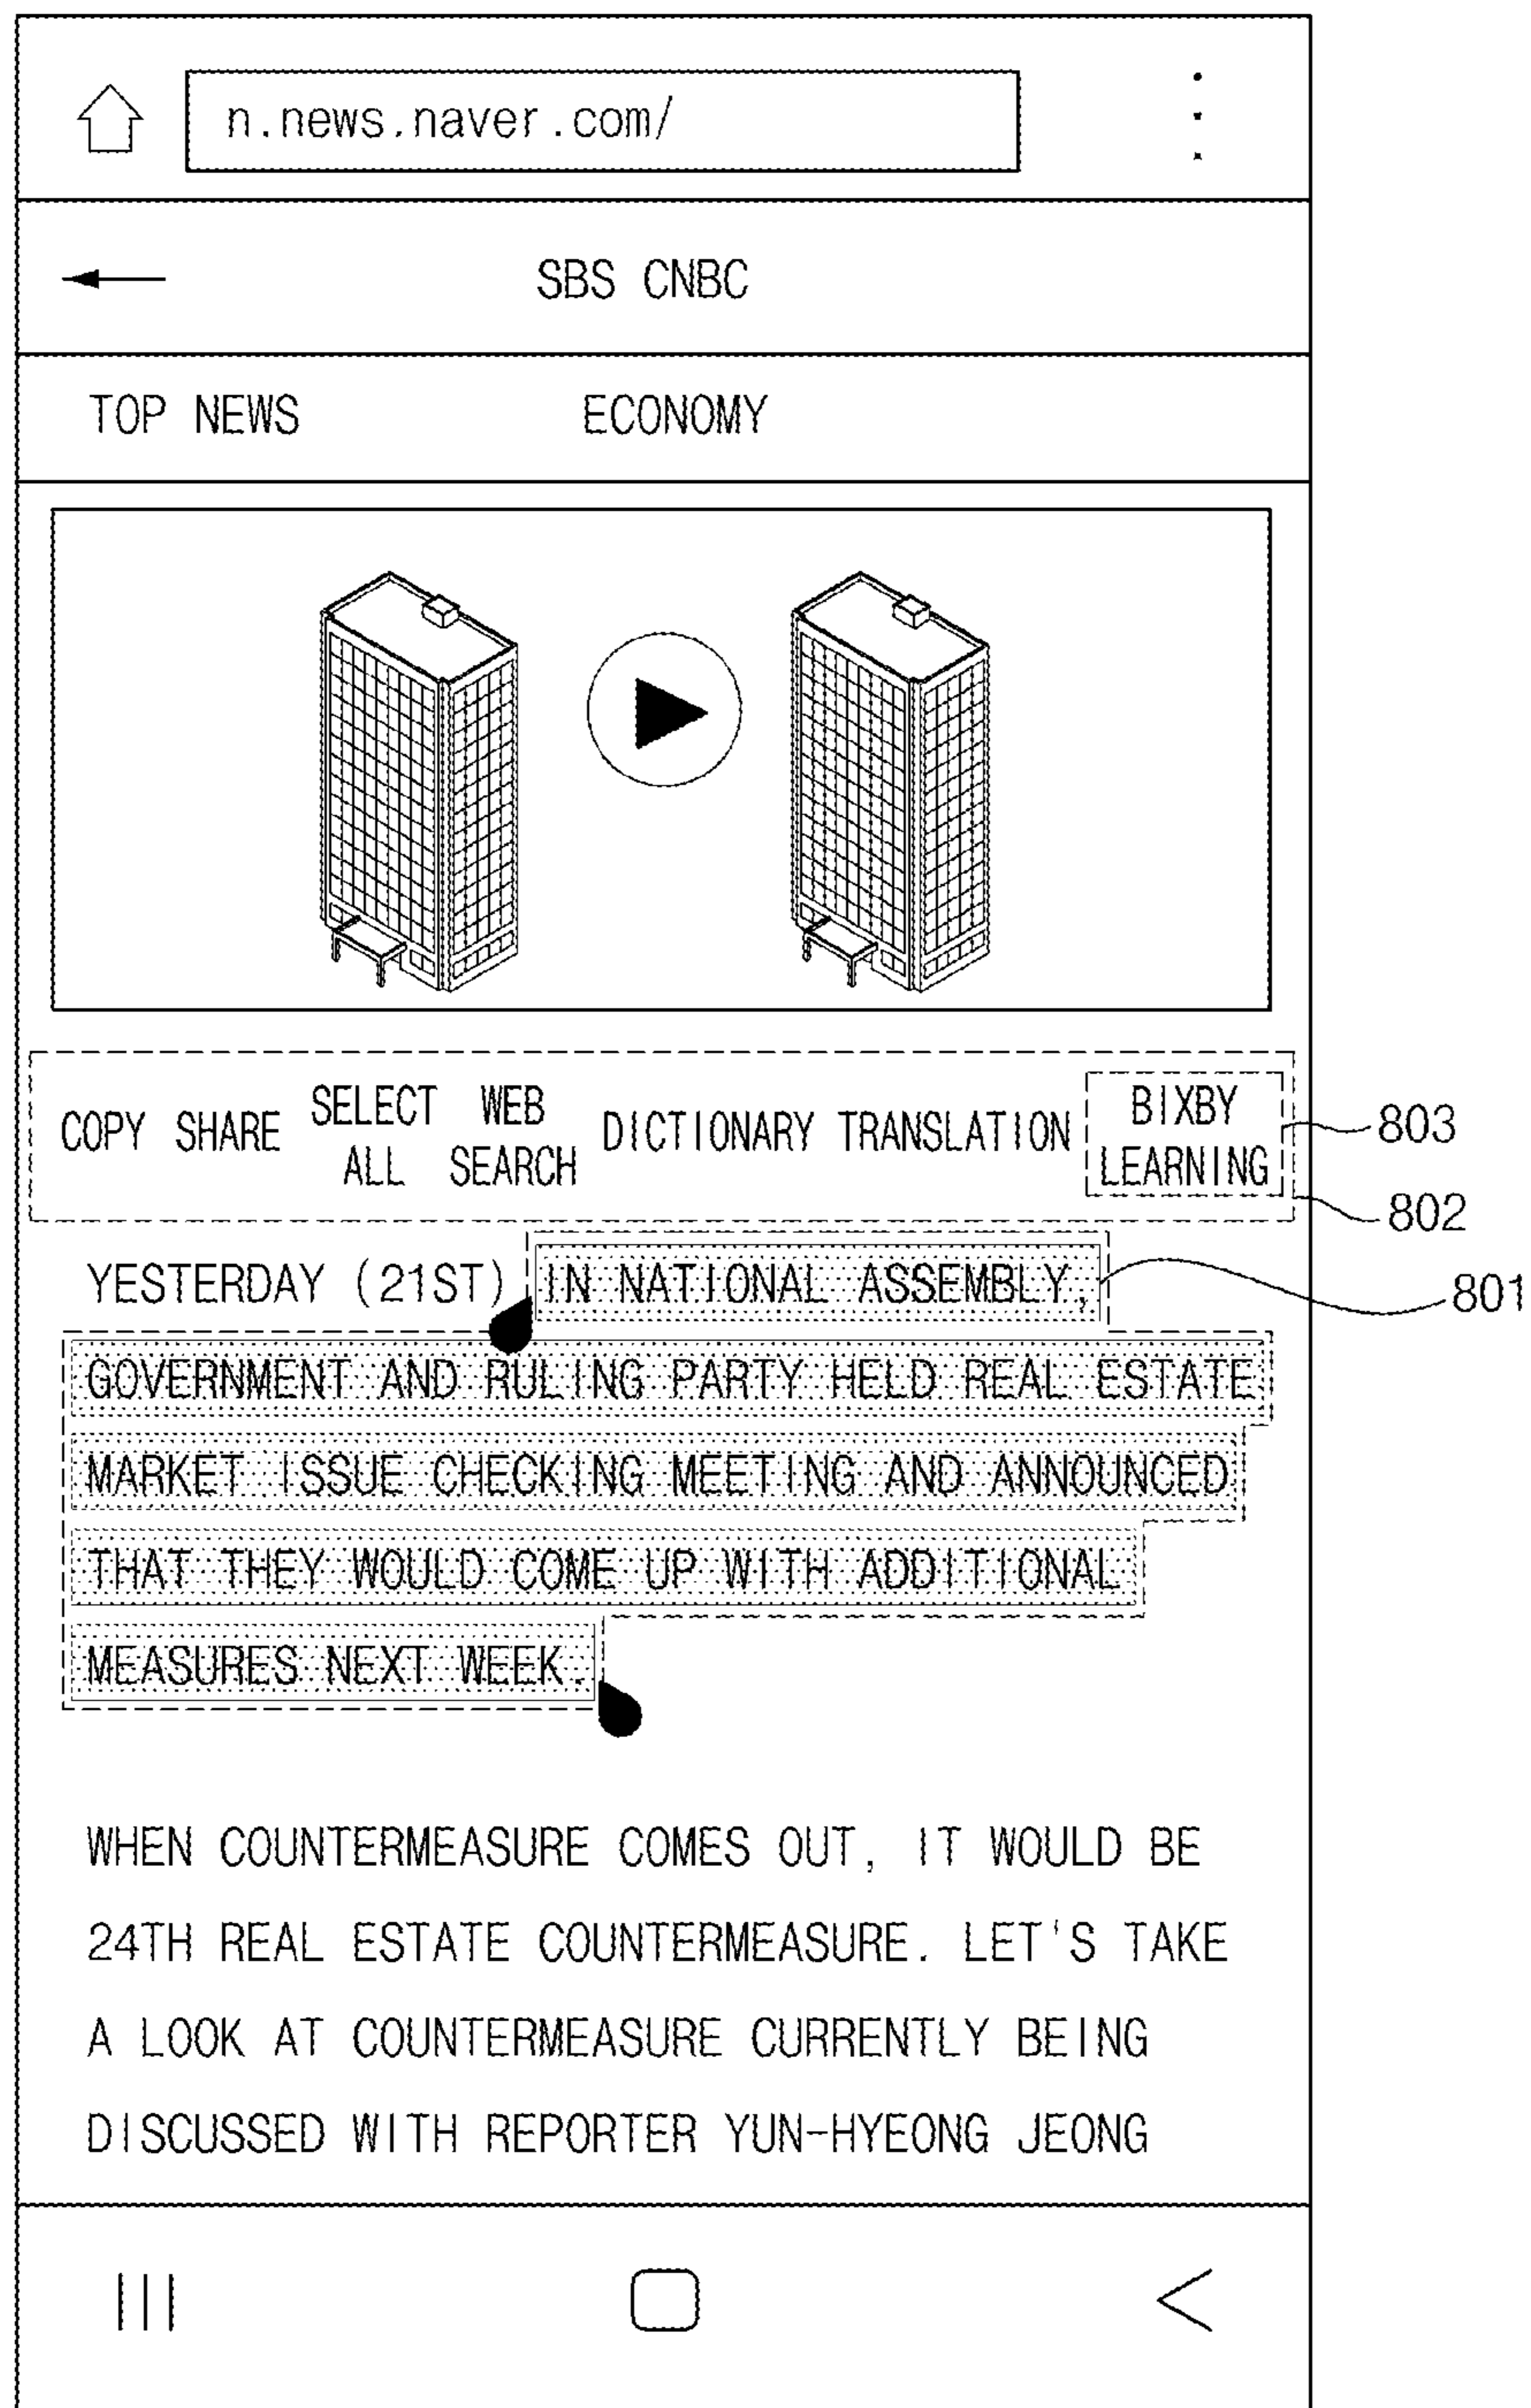 n.news.naver.com/
SBS CNBC
TOP NEWS ECONOMY
COPY SHARE SELECT ALL WEB SEARCH DICTIONARY TRANSLATION BIXBY LEARNING
803
802
YESTERDAY (21ST) IN NATIONAL ASSEMBLY,
801
GOVERNMENT AND RULING PARTY HELD REAL ESTATE
MARKET ISSUE CHECKING MEETING AND ANNOUNCED
THAT THEY WOULD COME UP WITH ADDITIONAL
MEASURES NEXT WEEK.
WHEN COUNTERMEASURE COMES OUT, IT WOULD BE
24TH REAL ESTATE COUNTERMEASURE. LET'S TAKE
A LOOK AT COUNTERMEASURE CURRENTLY BEING
DISCUSSED WITH REPORTER YUN-HYEONG JEONG